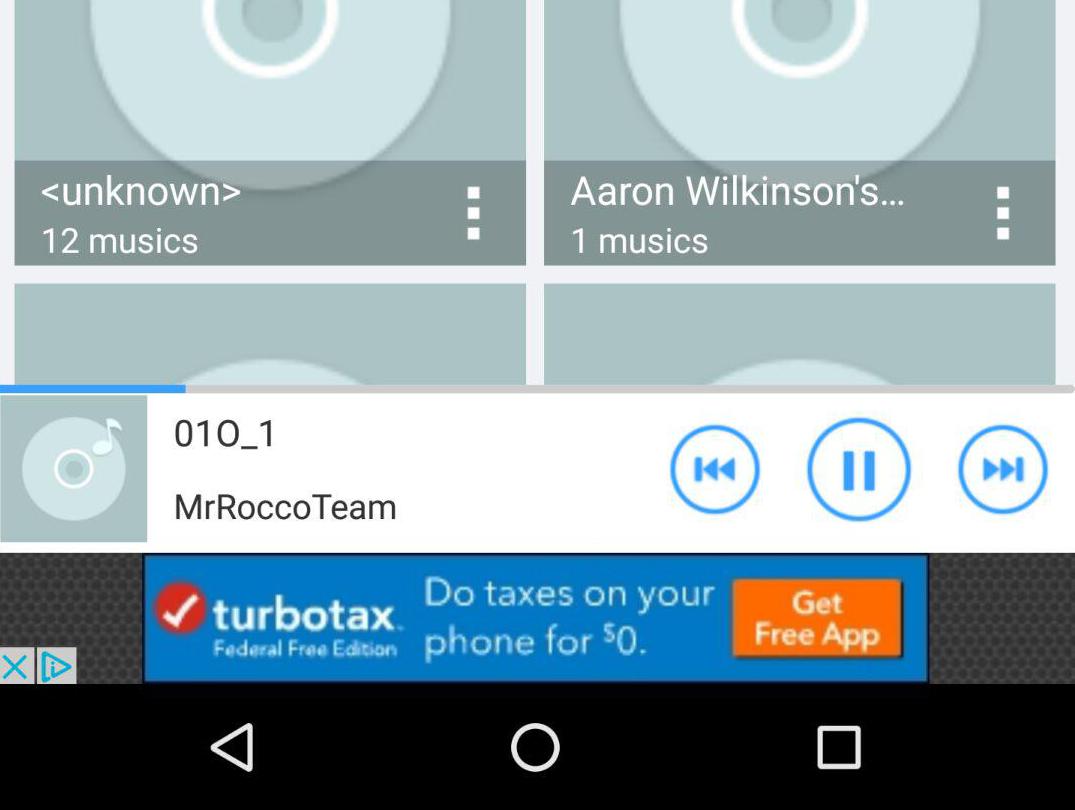 <unknown>
12 musics
Aaron Wilkinson's...
1 musics
01O_1
MrRoccoTeam
turbotax
Federal Free Edition
Do taxes on your
phone for $0.
Get
Free App